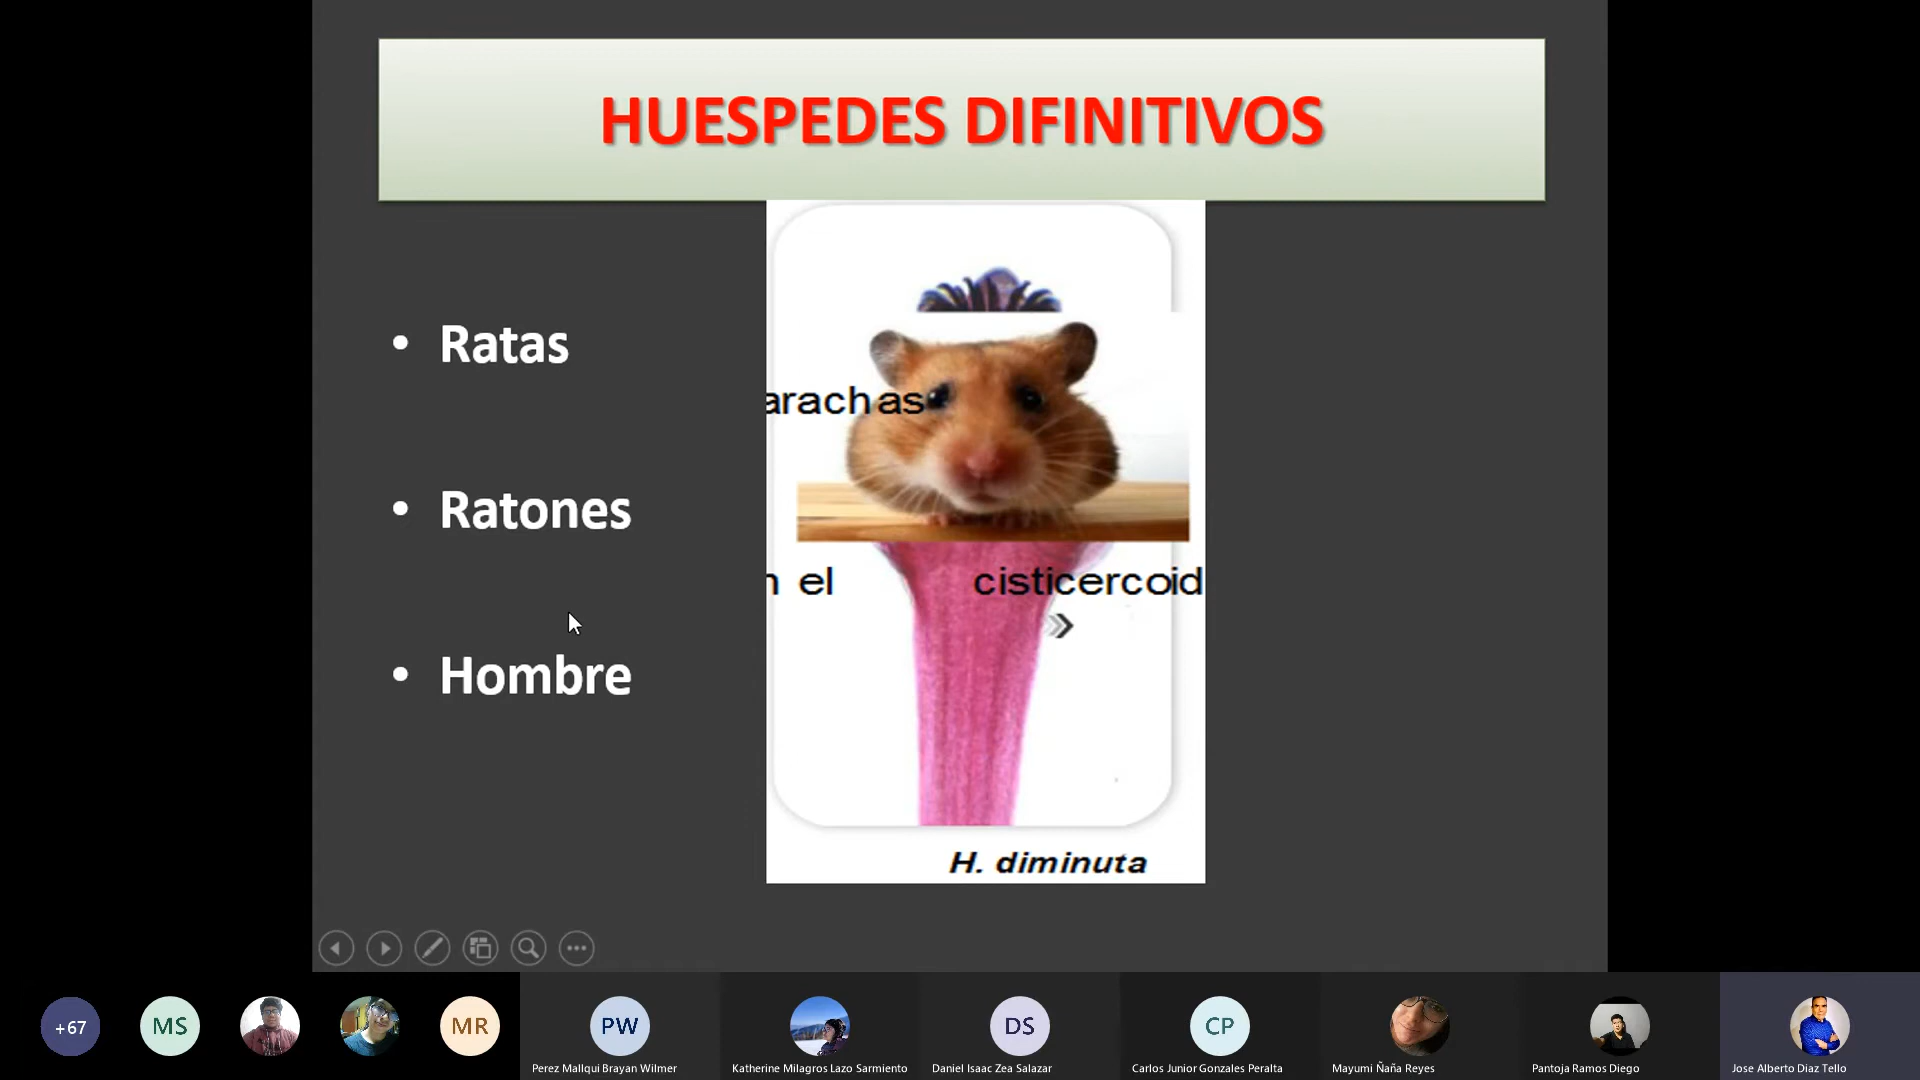 HUESPEDES DIFINITIVOS
• Ratas
arachas
• Ratones
n el cisticercoid
• Hombre
H. diminuta
+67
MS
MR
PW
DS
CP
Perez Mallqui Brayan Wilmer
Katherine Milagros Lazo Sarmiento
Daniel Isaac Zea Salazar
Carlos Junior Gonzales Peralta
Mayumi Ñaña Reyes
Pantoja Ramos Diego
Jose Alberto Diaz Tello